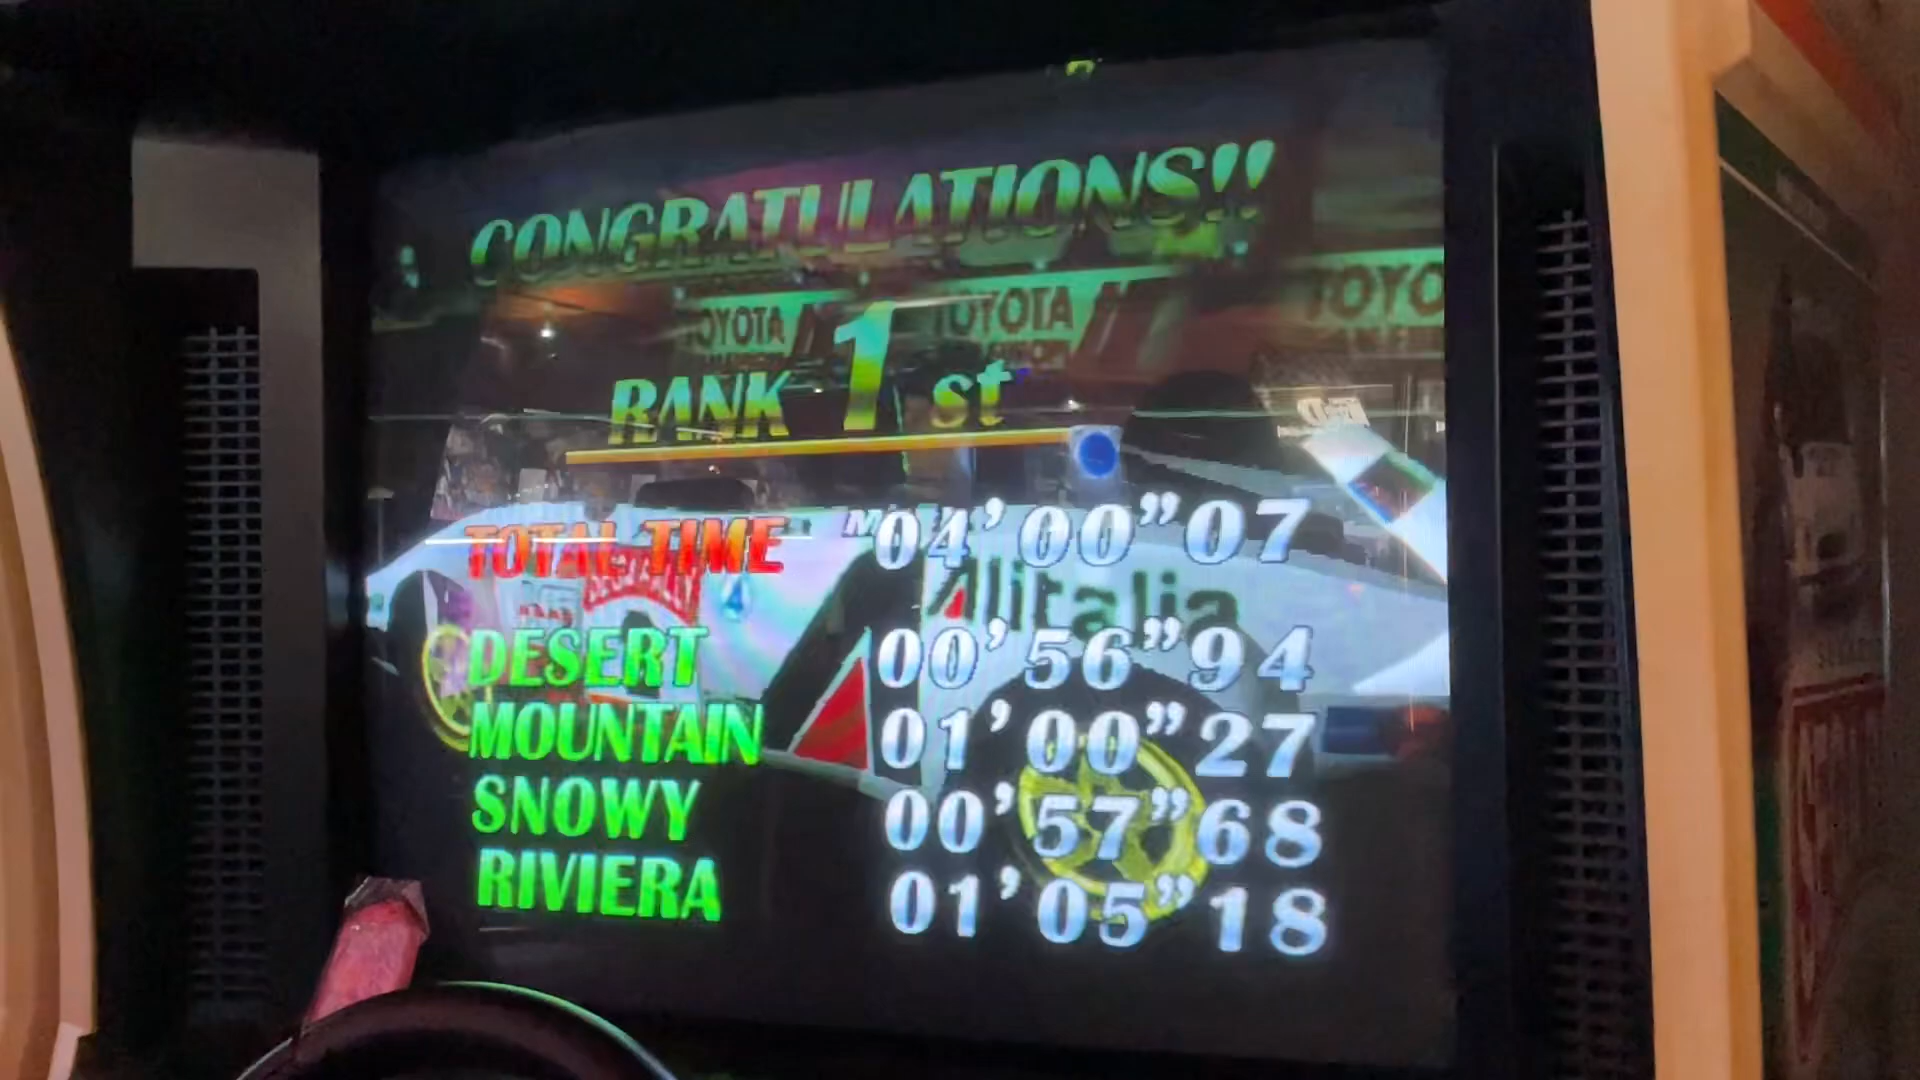 CONGRATULATIONS!!
TOYOTA TOYOTA TOYO
RANK 1st
TOTAL TIME 04’00”07
Alitalia
DESERT 00’56”94
MOUNTAIN 01’00”27
SNOWY 00’57”68
RIVIERA 01’05”18